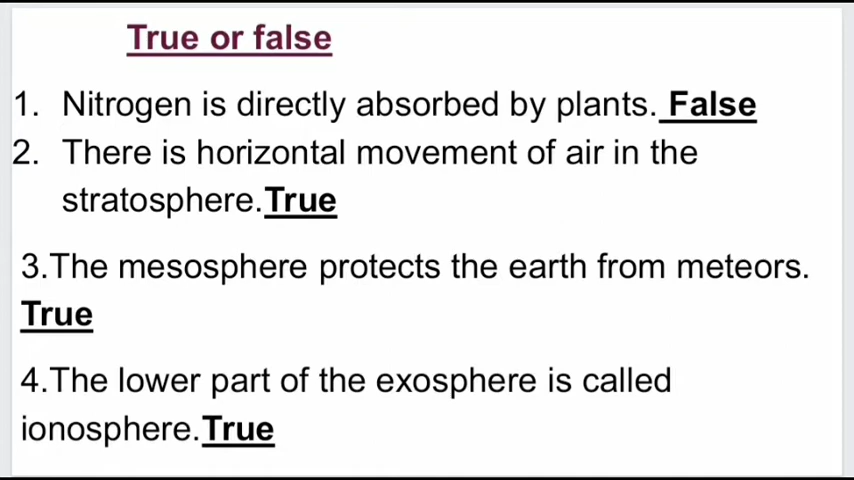 True or false
1. Nitrogen is directly absorbed by plants. False
2. There is horizontal movement of air in the
stratosphere.True
3.The mesosphere protects the earth from meteors.
True
4.The lower part of the exosphere is called
ionosphere.True